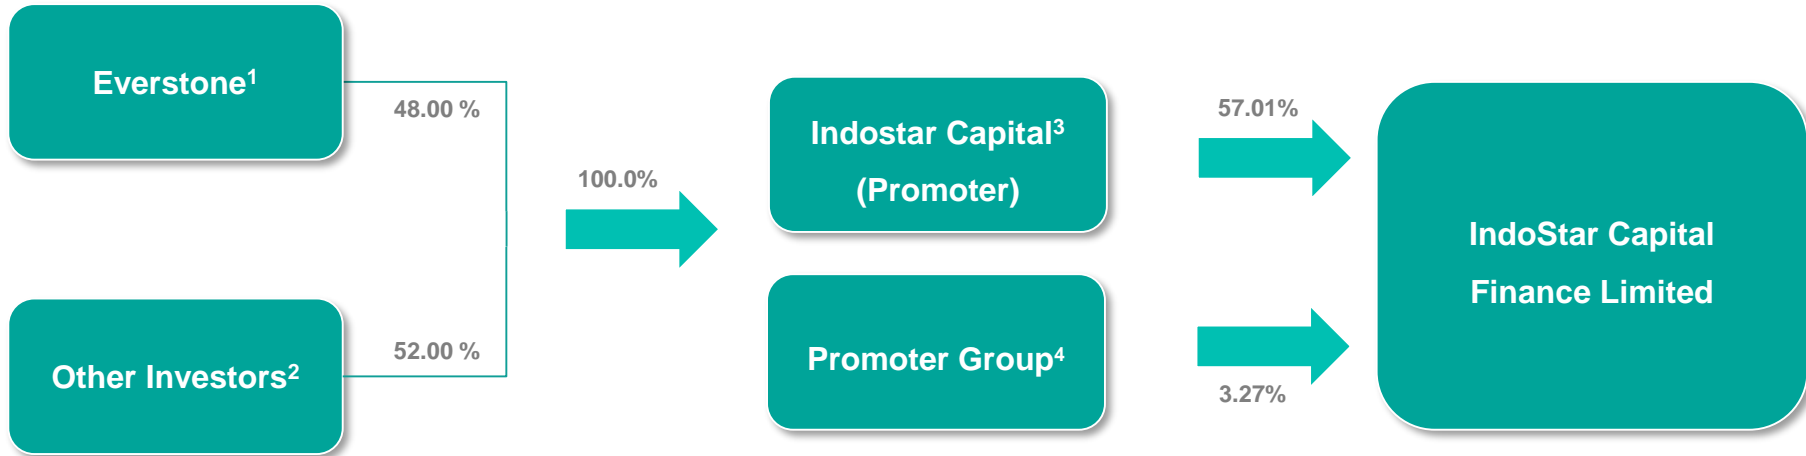 Everstone¹
48.00 %
Other Investors²
52.00 %
100.0%
Indostar Capital³
(Promoter)
Promoter Group⁴
57.01%
3.27%
IndoStar Capital
Finance Limited